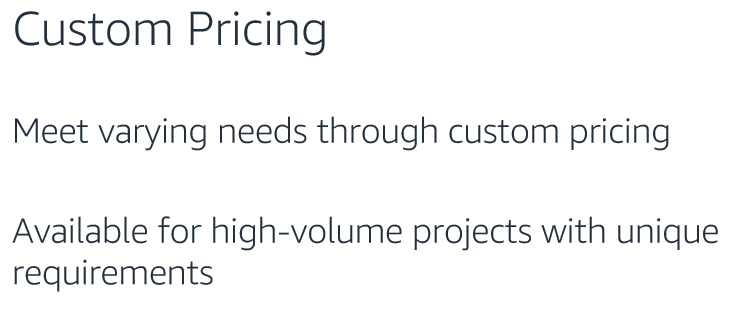 Custom Pricing
Meet varying needs through custom pricing
Available for high-volume projects with unique
requirements